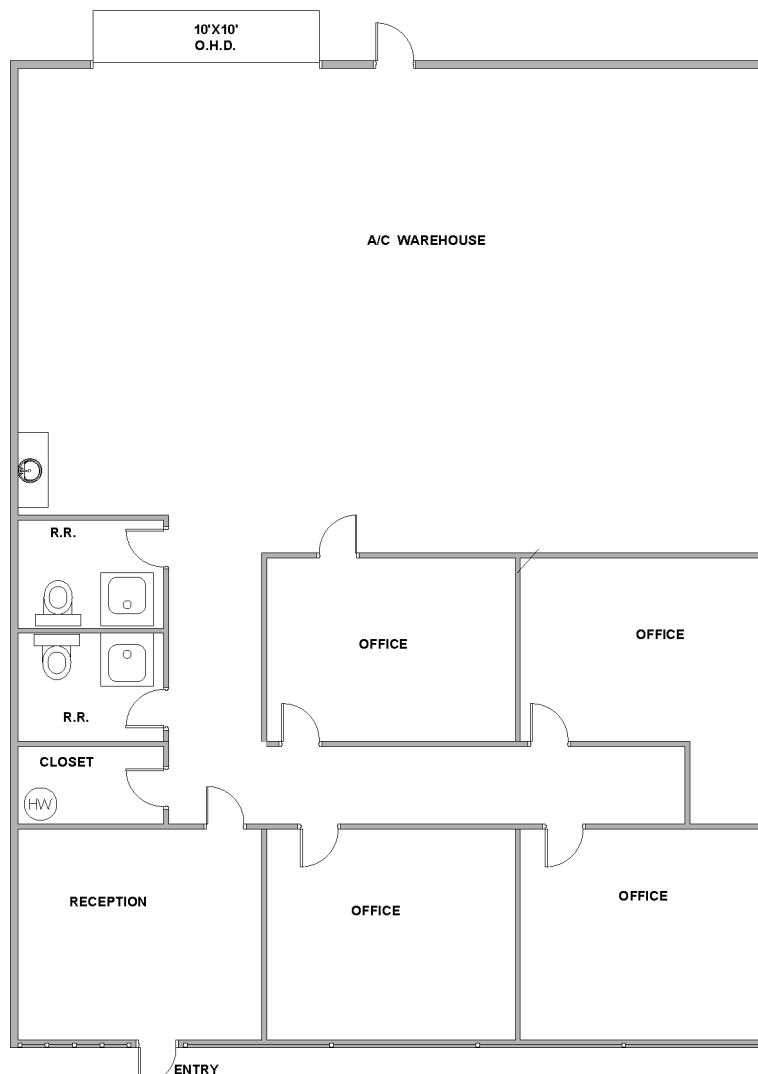 10'X10'
O.H.D.
A/C WAREHOUSE
R.R.
OFFICE
OFFICE
R.R.
CLOSET
HW
RECEPTION
OFFICE
OFFICE
ENTRY